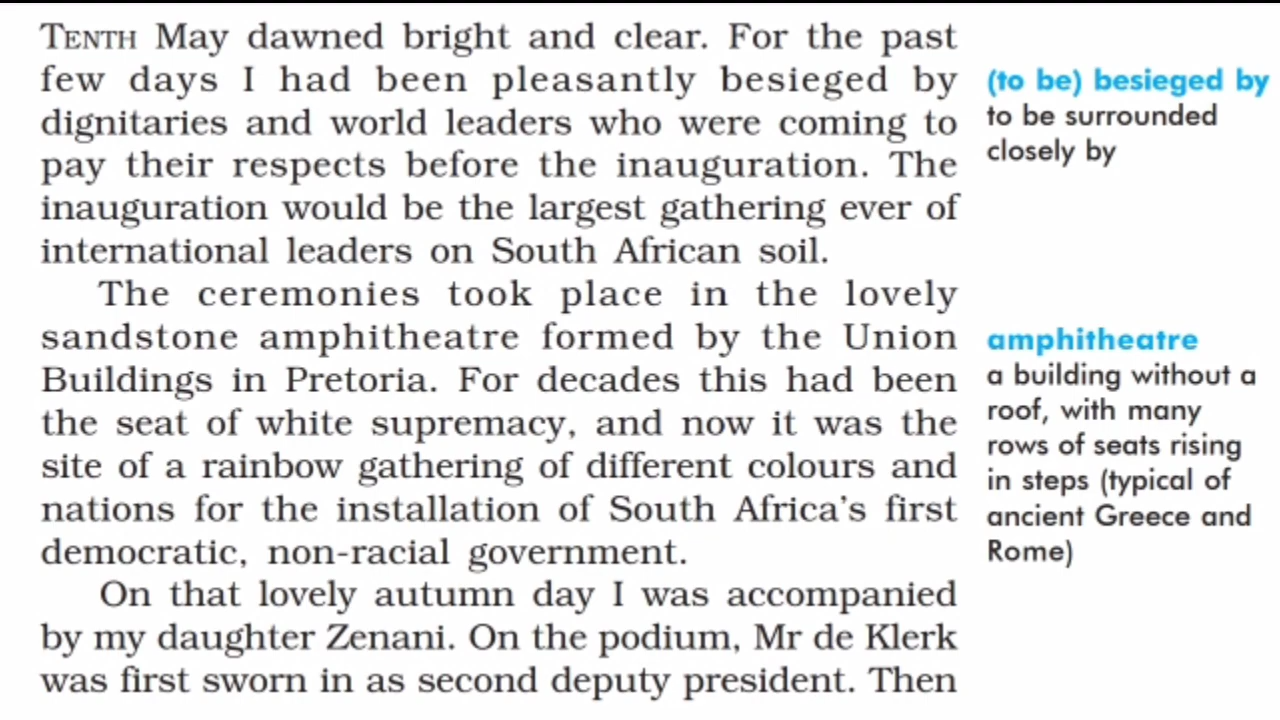 TENTH May dawned bright and clear. For the past
few days I had been pleasantly besieged by
dignitaries and world leaders who were coming to
pay their respects before the inauguration. The
inauguration would be the largest gathering ever of
international leaders on South African soil.
The ceremonies took place in the lovely
sandstone amphitheatre formed by the Union
Buildings in Pretoria. For decades this had been
the seat of white supremacy, and now it was the
site of a rainbow gathering of different colours and
nations for the installation of South Africa's first
democratic, non-racial government.
On that lovely autumn day I was accompanied
by my daughter Zenani. On the podium, Mr de Klerk
was first sworn in as second deputy president. Then
(to be) besieged by
to be surrounded
closely by
amphitheatre
a building without a
roof, with many
rows of seats rising
in steps (typical of
ancient Greece and
Rome)